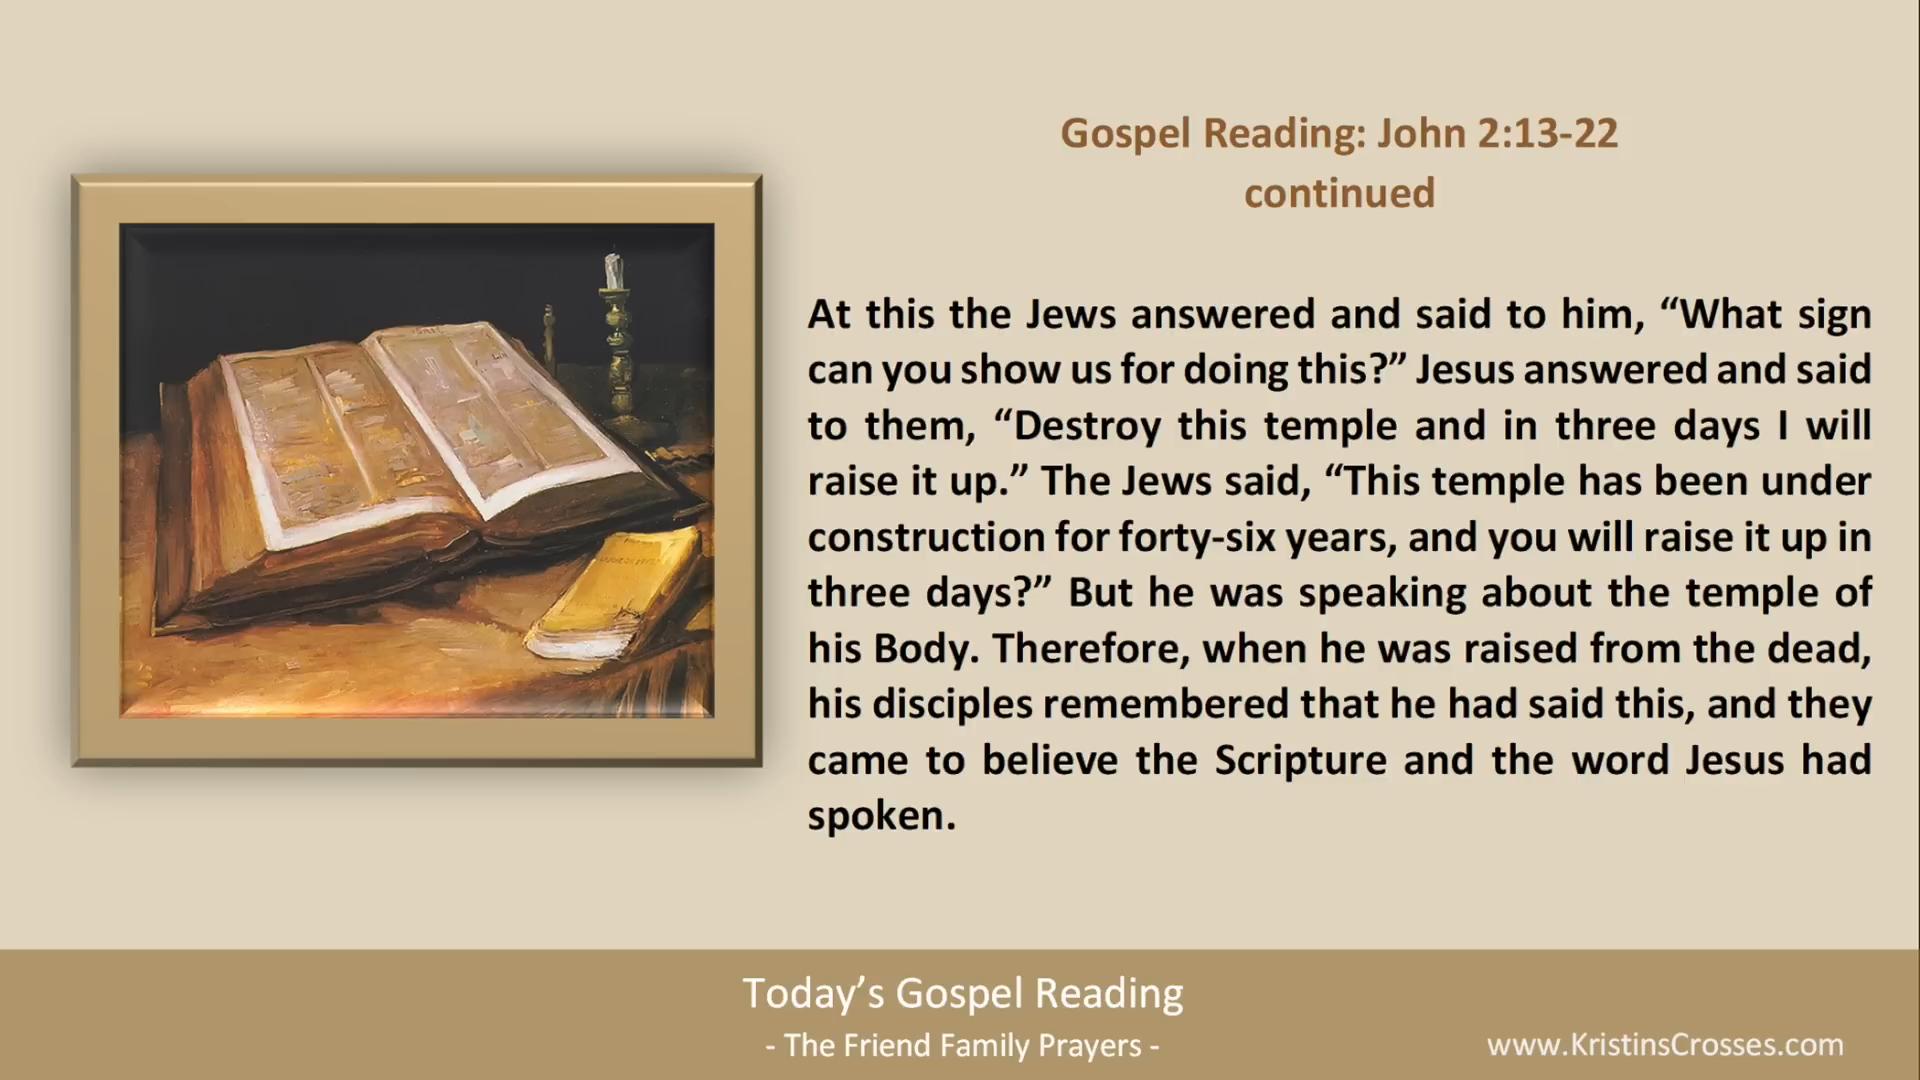 Gospel Reading: John 2:13-22
continued
At this the Jews answered and said to him, “What sign
can you show us for doing this?” Jesus answered and said
to them, “Destroy this temple and in three days I will
raise it up.” The Jews said, “This temple has been under
construction for forty-six years, and you will raise it up in
three days?” But he was speaking about the temple of
his Body. Therefore, when he was raised from the dead,
his disciples remembered that he had said this, and they
came to believe the Scripture and the word Jesus had
spoken.
Today’s Gospel Reading
- The Friend Family Prayers -
www.KristinsCrosses.com